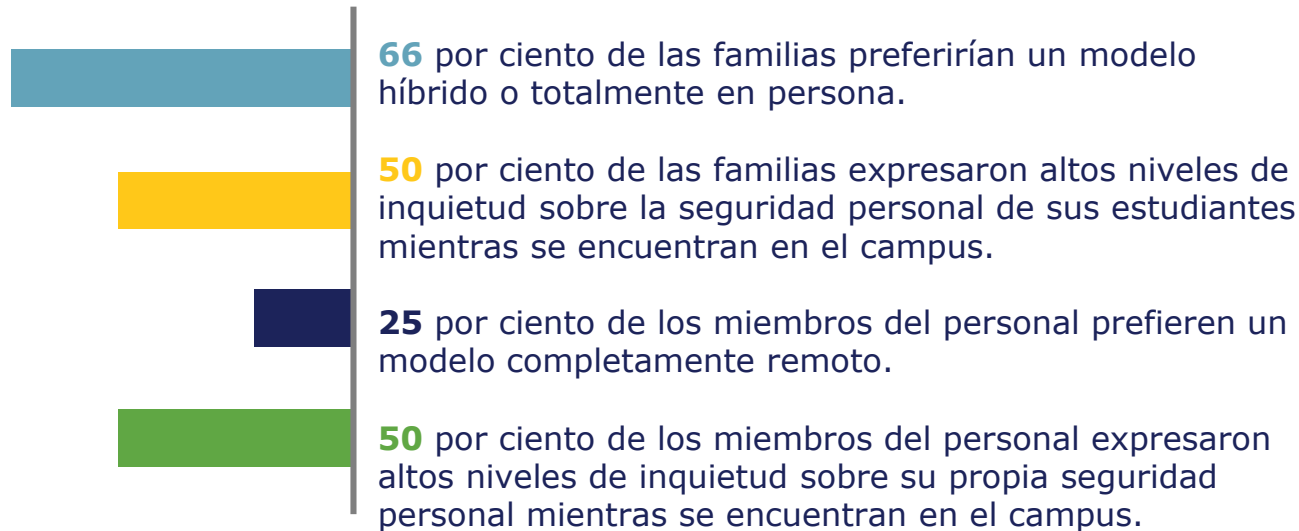 66 por ciento de las familias preferirían un modelo
híbrido o totalmente en persona.
50 por ciento de las familias expresaron altos niveles de
inquietud sobre la seguridad personal de sus estudiantes
mientras se encuentran en el campus.
25 por ciento de los miembros del personal prefieren un
modelo completamente remoto.
50 por ciento de los miembros del personal expresaron
altos niveles de inquietud sobre su propia seguridad
personal mientras se encuentran en el campus.